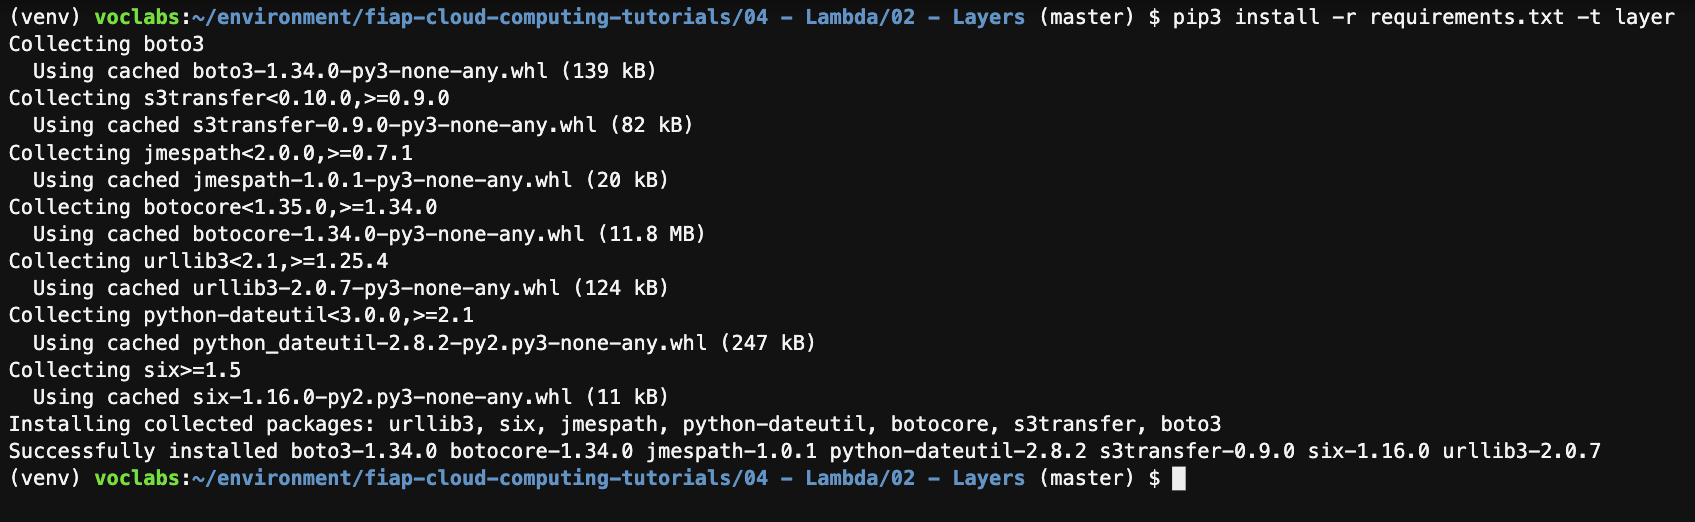 (venv) voclabs:~/environment/fiap-cloud-computing-tutorials/04 - Lambda/02 - Layers (master) $ pip3 install -r requirements.txt -t layer
Collecting boto3
  Using cached boto3-1.34.0-py3-none-any.whl (139 kB)
Collecting s3transfer<0.10.0,>=0.9.0
  Using cached s3transfer-0.9.0-py3-none-any.whl (82 kB)
Collecting jmespath<2.0.0,>=0.7.1
  Using cached jmespath-1.0.1-py3-none-any.whl (20 kB)
Collecting botocore<1.35.0,>=1.34.0
  Using cached botocore-1.34.0-py3-none-any.whl (11.8 MB)
Collecting urllib3<2.1,>=1.25.4
  Using cached urllib3-2.0.7-py3-none-any.whl (124 kB)
Collecting python-dateutil<3.0.0,>=2.1
  Using cached python_dateutil-2.8.2-py2.py3-none-any.whl (247 kB)
Collecting six>=1.5
  Using cached six-1.16.0-py2.py3-none-any.whl (11 kB)
Installing collected packages: urllib3, six, jmespath, python-dateutil, botocore, s3transfer, boto3
Successfully installed boto3-1.34.0 botocore-1.34.0 jmespath-1.0.1 python-dateutil-2.8.2 s3transfer-0.9.0 six-1.16.0 urllib3-2.0.7
(venv) voclabs:~/environment/fiap-cloud-computing-tutorials/04 - Lambda/02 - Layers (master) $